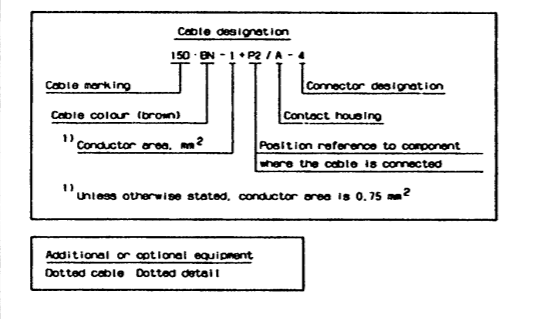 Cable designation
150-BN-1+P2/A-4
Cable marking
Connector designation
Cable colour (brown)
Contact housing
1) Conductor area, mm2
Position reference to component
where the cable is connected
1) Unless otherwise stated, conductor area is 0.75 mm2
Additional or optional equipment
Dotted cable Dotted detail